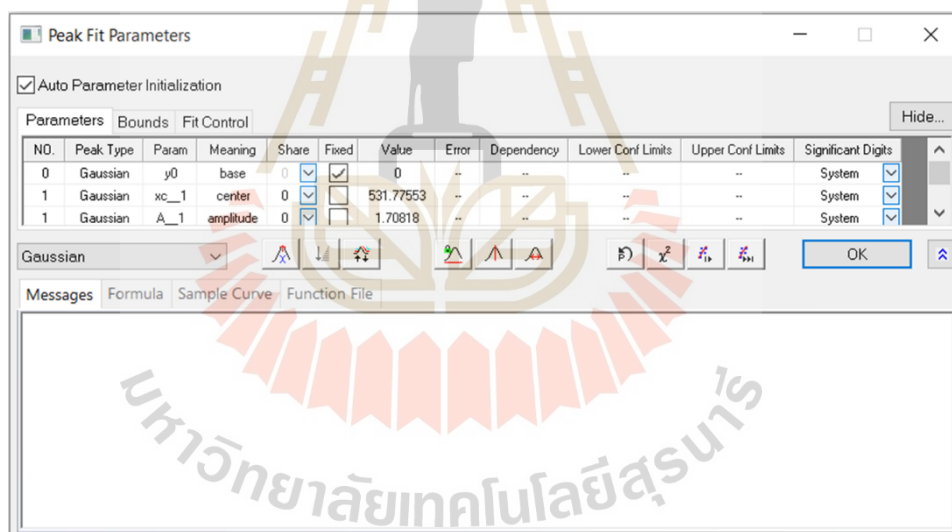 Peak Fit Parameters
Auto Parameter Initialization
Parameters Bounds Fit Control
Hide...
NO. Peak Type Param Meaning Share Fixed Value Error Dependency Lower Conf Limits Upper Conf Limits Significant Digits
0 Gaussian y0 base 0 0 -- -- -- -- System
1 Gaussian xc__1 center 0 531.77553 -- -- -- -- System
1 Gaussian A__1 amplitude 0 1.70818 -- -- -- -- System
Gaussian
χ²
OK
Messages Formula Sample Curve Function File
มหาวิทยาลัยเทคโนโลยีสุรนารี